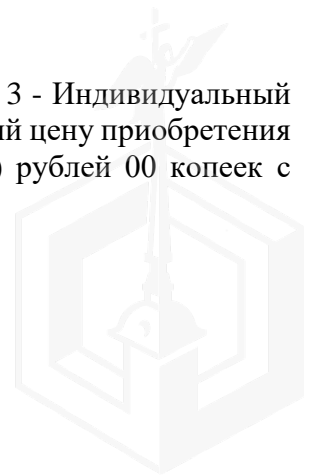 3 - Индивидуальный
цену приобретения
) рублей 00 копеек с